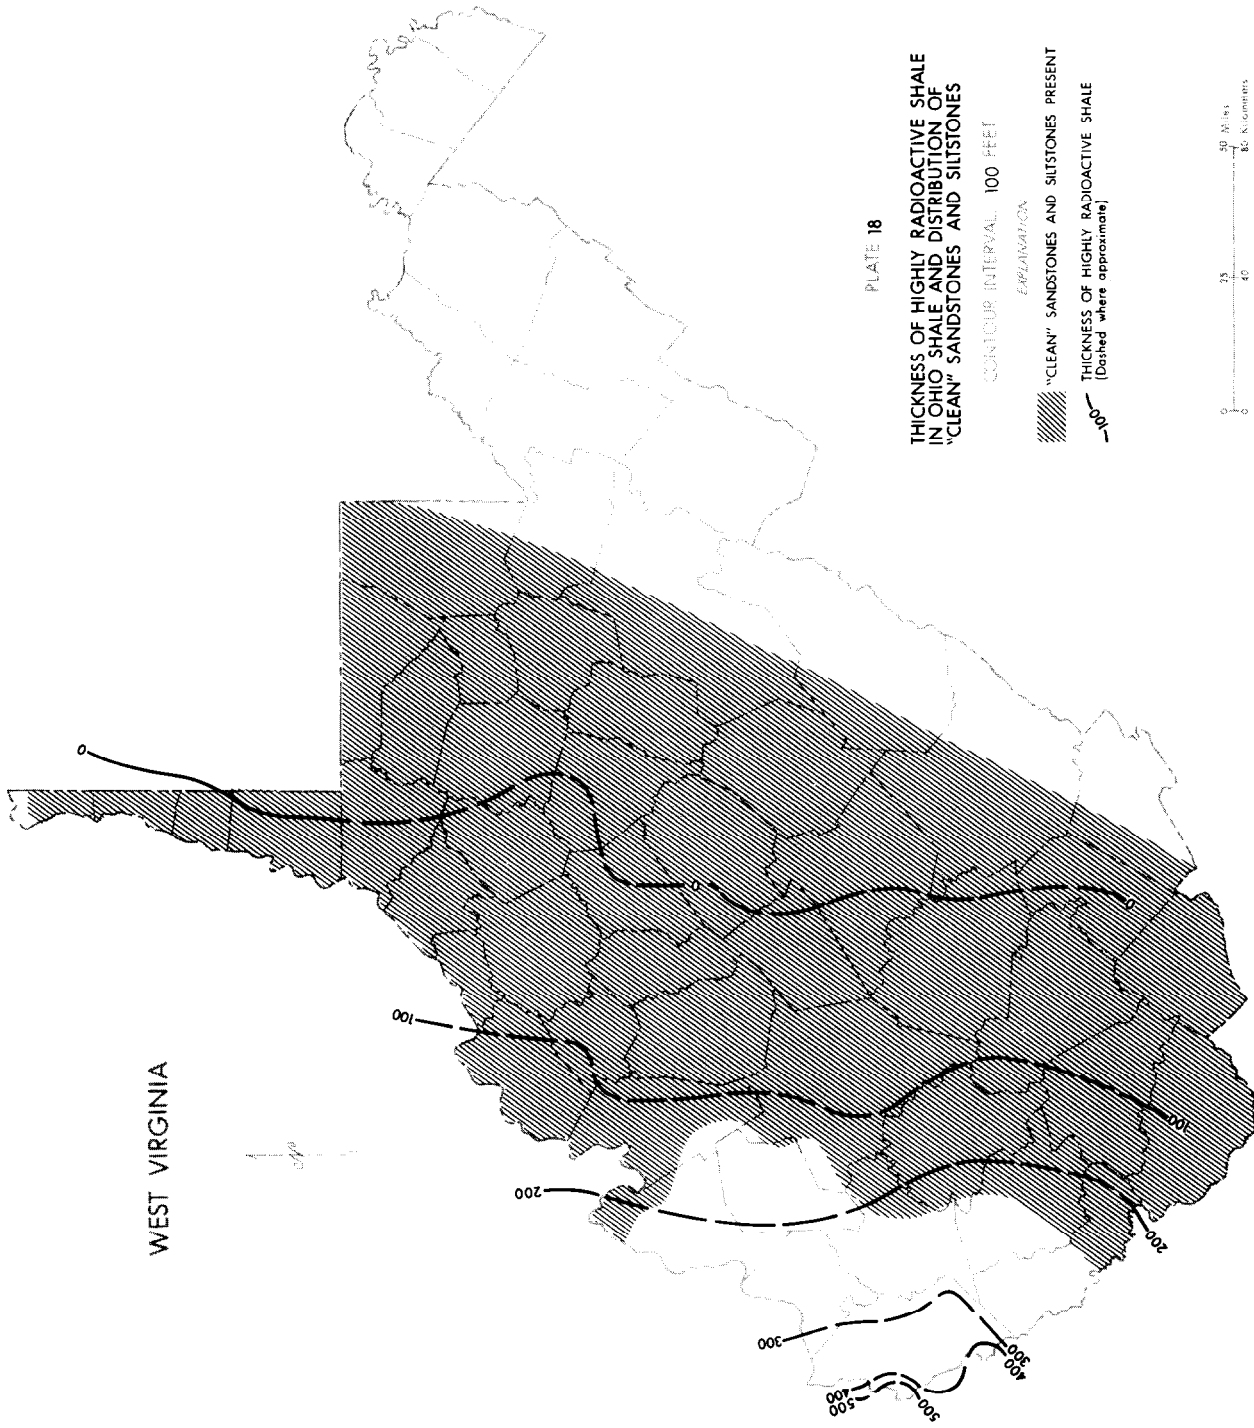 WEST VIRGINIA
N
PLATE 18
THICKNESS OF HIGHLY RADIOACTIVE SHALE
IN OHIO SHALE AND DISTRIBUTION OF
"CLEAN" SANDSTONES AND SILTSTONES
CONTOUR INTERVAL 100 FEET
EXPLANATION
"CLEAN" SANDSTONES AND SILTSTONES PRESENT
100
THICKNESS OF HIGHLY RADIOACTIVE SHALE
(Dashed where approximate)
0 25 50 Miles
0 40 80 Kilometers
0
0
0
100
100
200
200
300
300
400
400
500
500